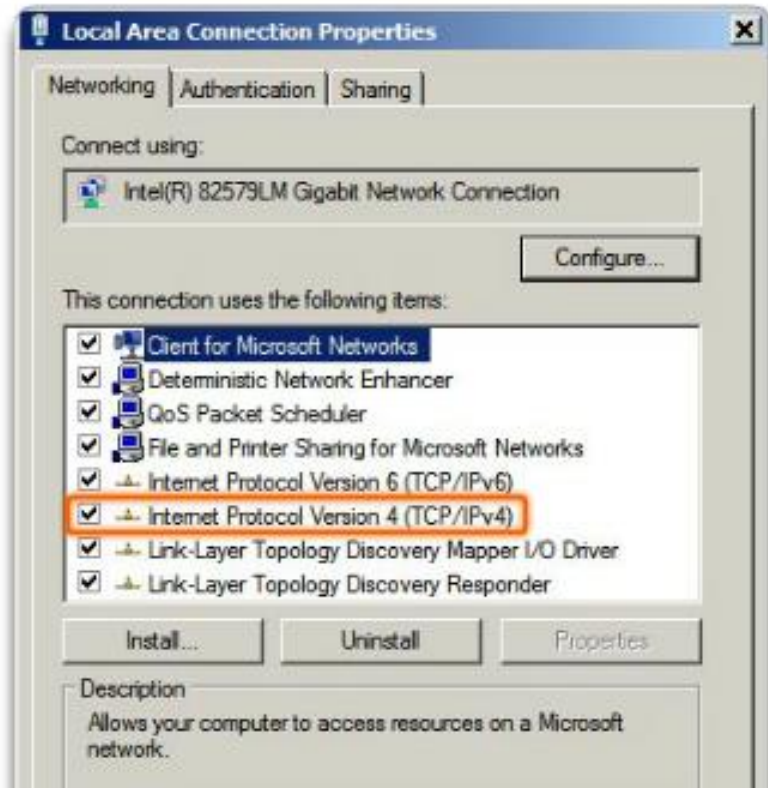 Local Area Connection Properties
Networking Authentication Sharing
Connect using:
Intel(R) 82579LM Gigabit Network Connection
Configure...
This connection uses the following items:
Client for Microsoft Networks
Deterministic Network Enhancer
QoS Packet Scheduler
File and Printer Sharing for Microsoft Networks
Internet Protocol Version 6 (TCP/IPv6)
Internet Protocol Version 4 (TCP/IPv4)
Link-Layer Topology Discovery Mapper I/O Driver
Link-Layer Topology Discovery Responder
Install... Uninstall Properties
Description
Allows your computer to access resources on a Microsoft
network.